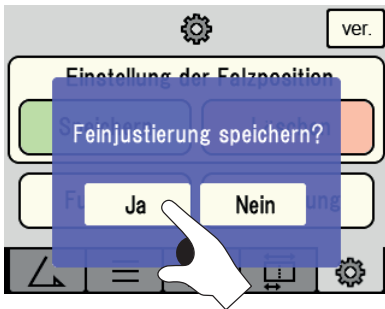 ver.
Einstellung der Falzposition
Feinjustierung speichern?
Ja
Nein